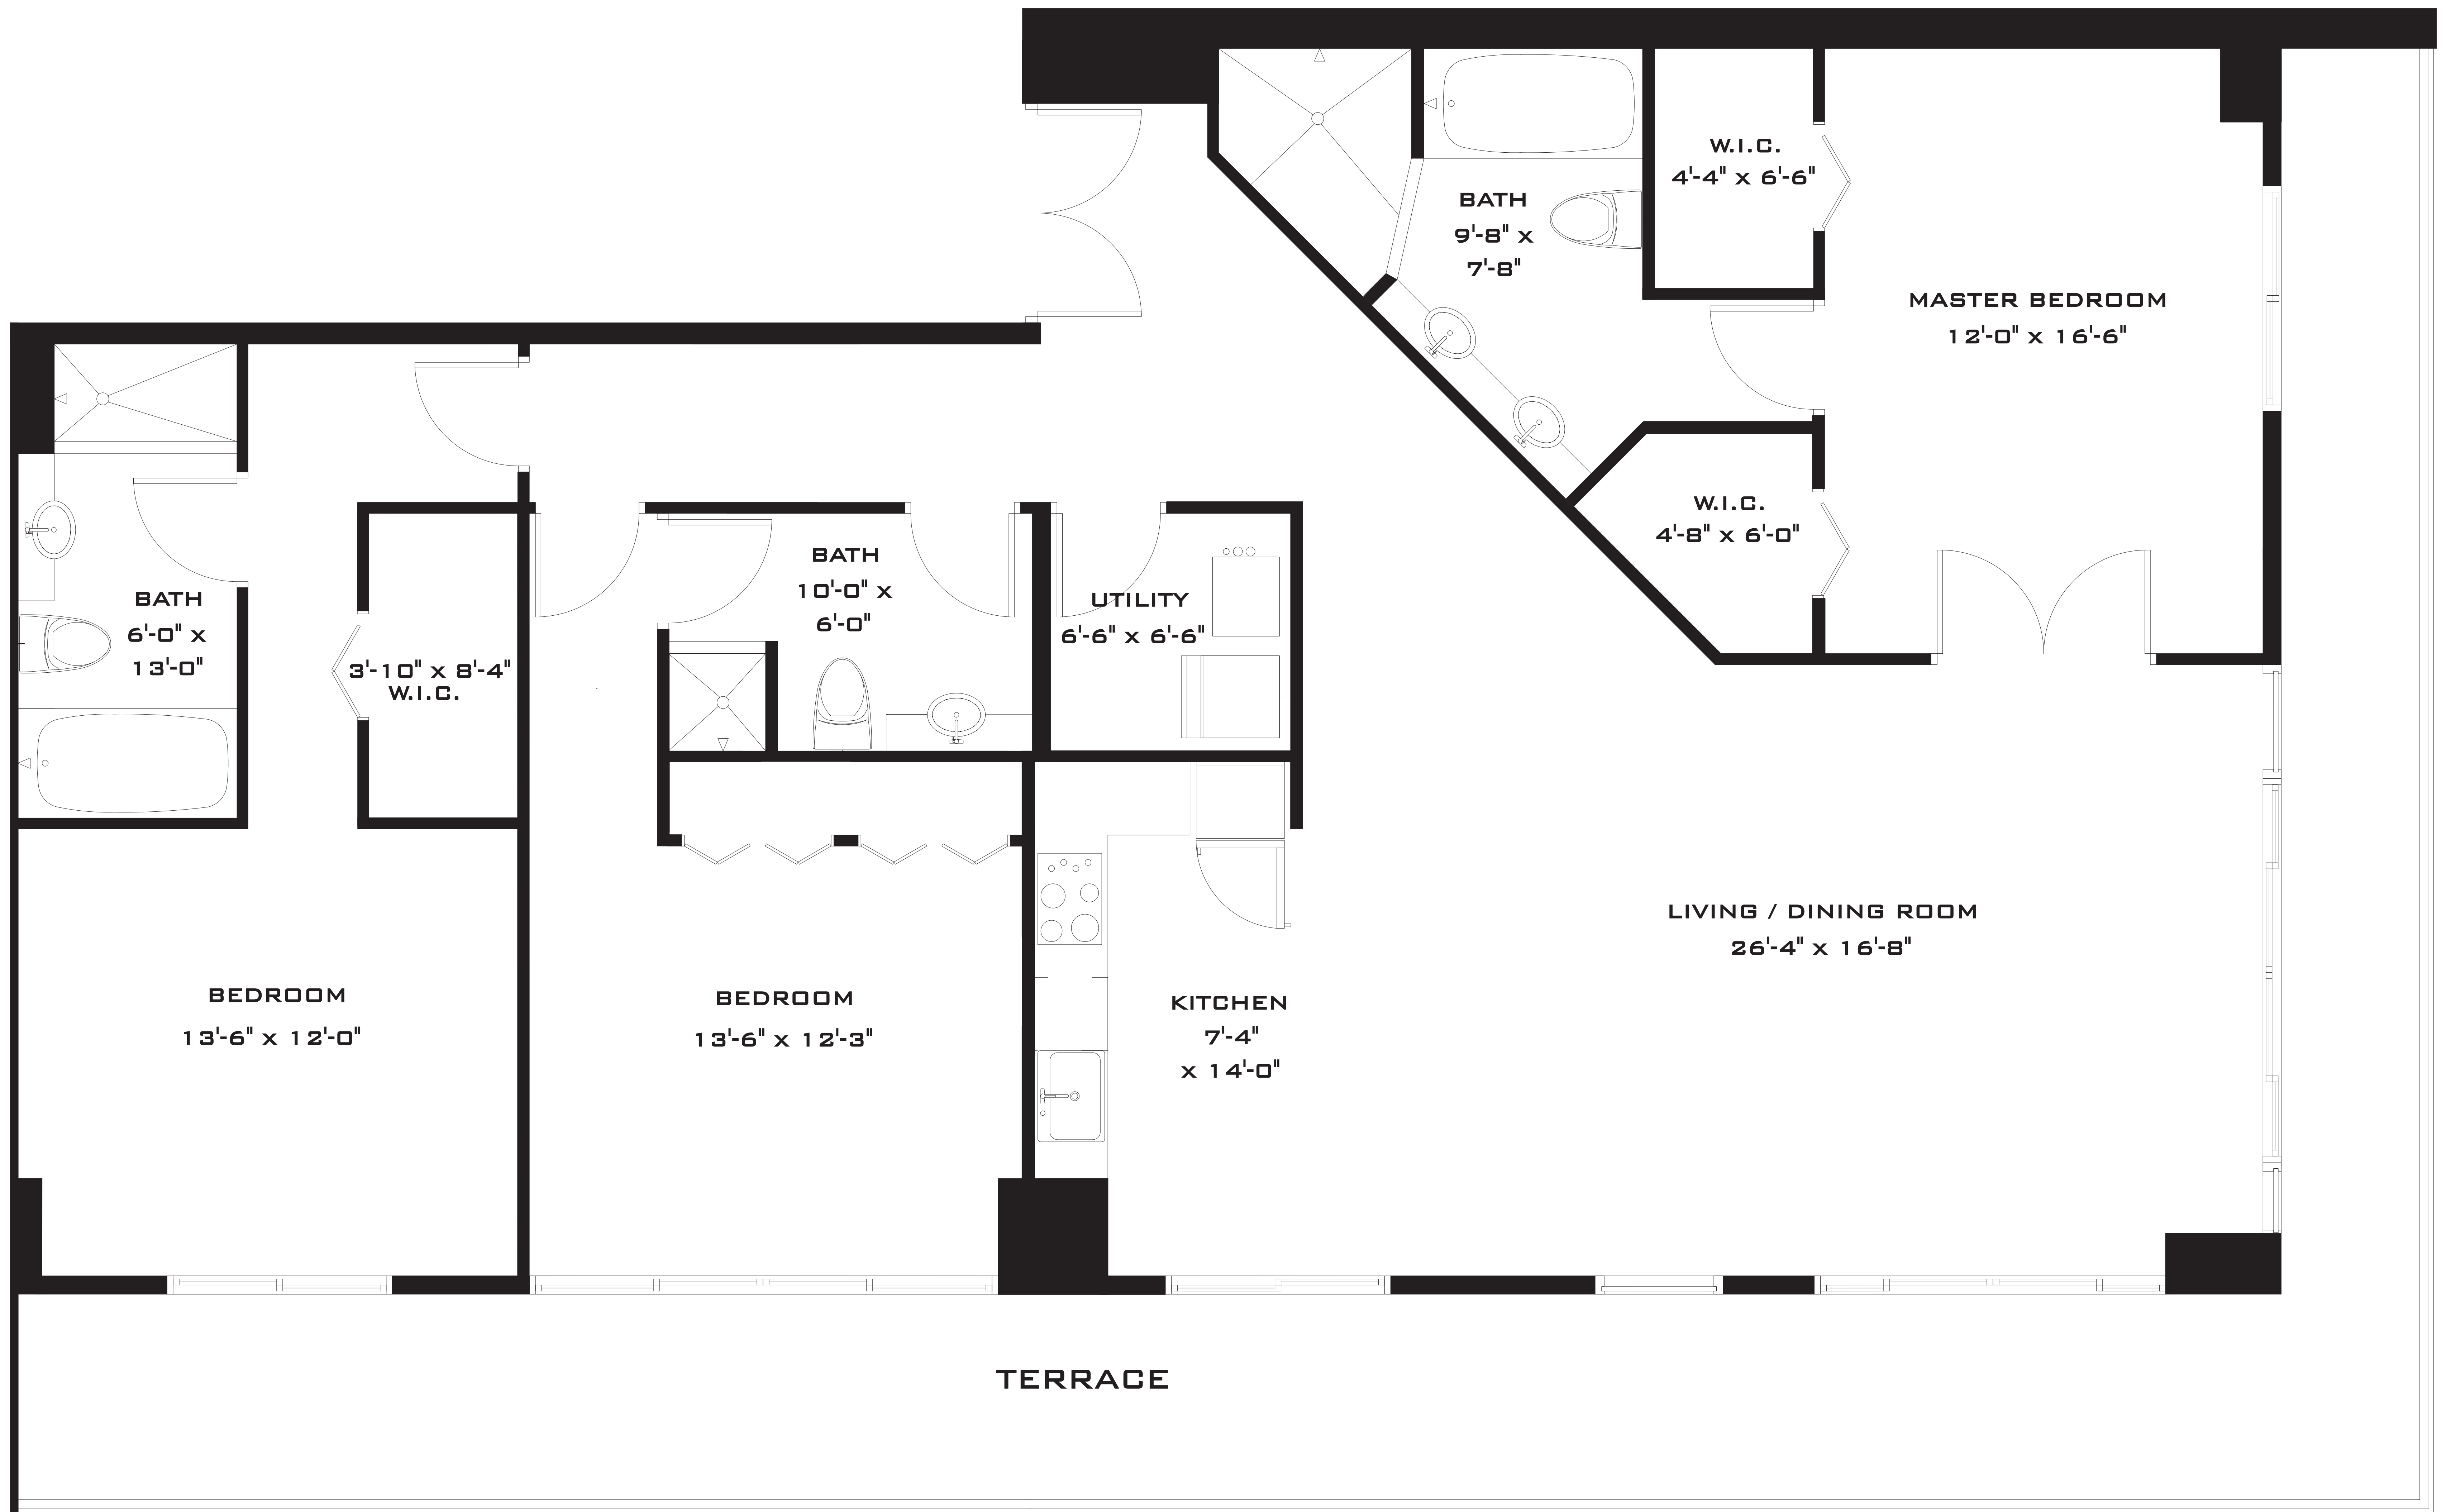 W.I.C.
4'-4" x 6'-6"
BATH
9'-8" x
7'-8"
MASTER BEDROOM
12'-0" x 16'-6"
W.I.C.
4'-8" x 6'-0"
BATH
10'-0" x
6'-0"
UTILITY
6'-6" x 6'-6"
BATH
6'-0" x
13'-0"
3'-10" x 8'-4"
W.I.C.
LIVING / DINING ROOM
26'-4" x 16'-8"
BEDROOM
13'-6" x 12'-0"
BEDROOM
13'-6" x 12'-3"
KITCHEN
7'-4"
x 14'-0"
TERRACE